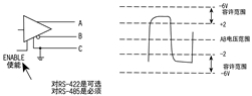 A
B
C
ENABLE
使能
对RS-422是可选
对RS-485是必须
-6V
容许范围
+2
动电压范围
-2
容许范围
-6V